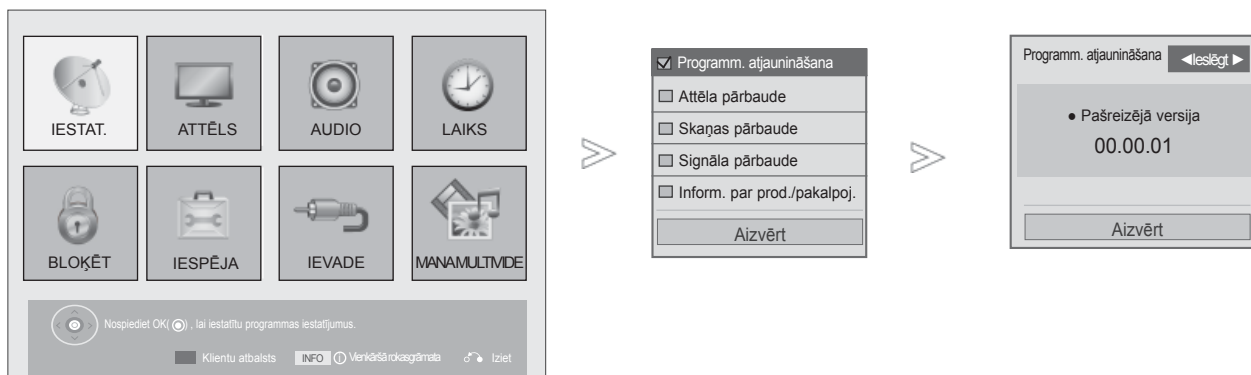 IESTAT.
ATTĒLS
AUDIO
LAIKS
BLOĶĒT
IESPĒJA
IEVADE
MANA MULTIVIDE
Nospiediet OK( ) , lai iestatītu programmas iestatījumus.
Klientu atbalsts INFO i Vienkāršā rokasgrāmata Iziet
Programm. atjaunināšana
Attēla pārbaude
Skaņas pārbaude
Signāla pārbaude
Inform. par prod./pakalpoj.
Aizvērt
Programm. atjaunināšana ◀Ieslēgt ▶
● Pašreizējā versija
00.00.01
Aizvērt